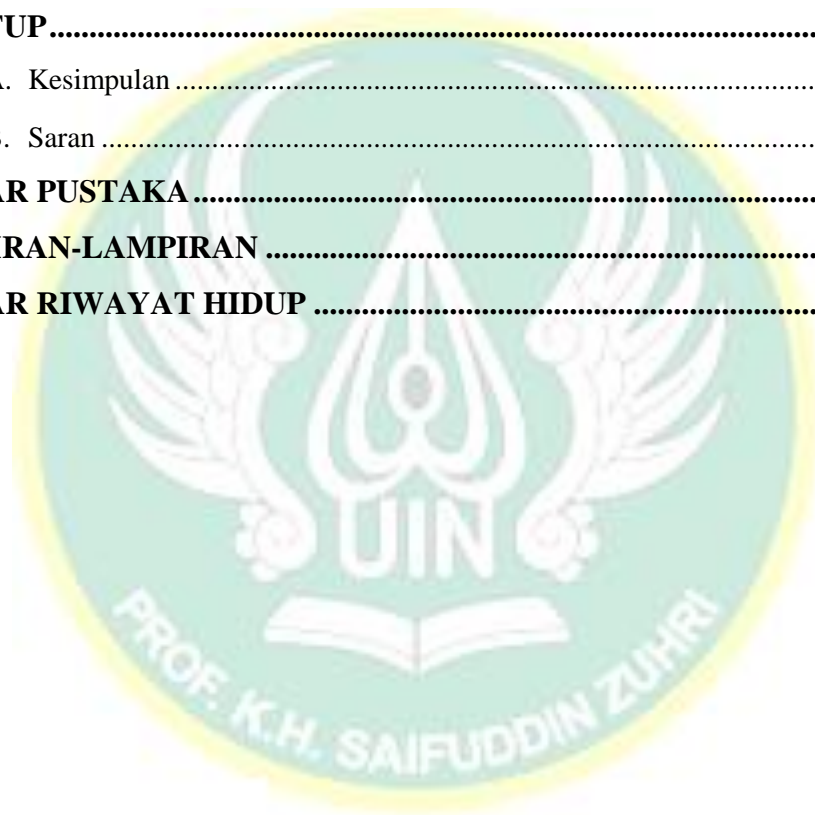 TUP
A. Kesimpulan
B. Saran
AR PUSTAKA
IRAN-LAMPIRAN
AR RIWAYAT HIDUP
UIN
PROF. K.H. SAIFUDDIN ZUHRI